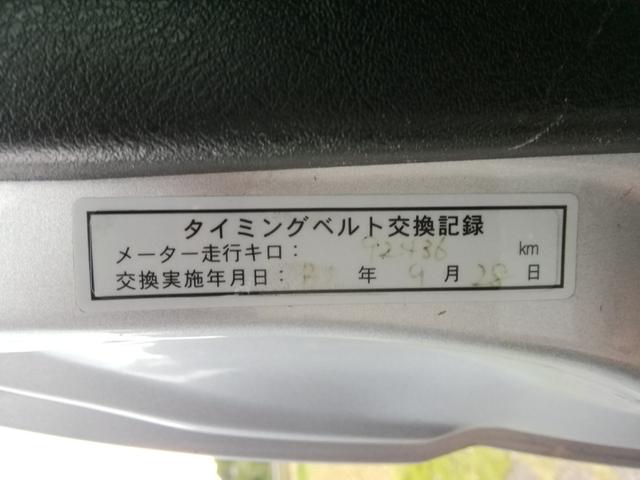 タイミングベルト交換記録
メーター走行キロ： 92436 km
交換実施年月日： 年 9 月 28 日